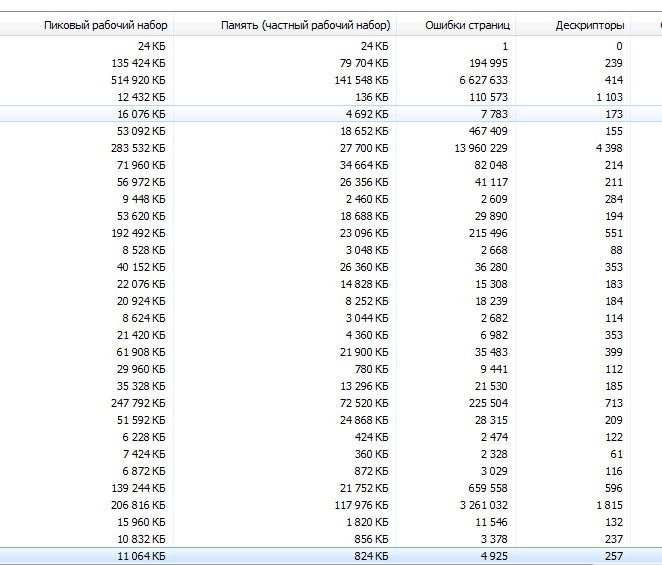 Пиковый рабочий набор Память (частный рабочий набор) Ошибки страниц Дескрипторы
24 КБ 24 КБ 1 0
135 424 КБ 79 704 КБ 194 995 239
514 920 КБ 141 548 КБ 6 627 633 414
12 432 КБ 136 КБ 110 573 1 103
16 076 КБ 4 692 КБ 7 783 173
53 092 КБ 18 652 КБ 467 409 155
283 532 КБ 27 700 КБ 13 960 229 4 398
71 960 КБ 34 664 КБ 82 048 214
56 972 КБ 26 356 КБ 41 117 211
9 448 КБ 2 460 КБ 2 609 284
53 620 КБ 18 688 КБ 29 890 194
192 492 КБ 23 096 КБ 215 496 551
8 528 КБ 3 048 КБ 2 668 88
40 152 КБ 26 360 КБ 36 280 353
22 076 КБ 14 828 КБ 15 308 183
20 924 КБ 8 252 КБ 18 239 184
8 624 КБ 3 044 КБ 2 682 114
21 420 КБ 4 360 КБ 6 982 353
61 908 КБ 21 900 КБ 35 483 399
29 960 КБ 780 КБ 9 441 112
35 328 КБ 13 296 КБ 21 530 185
247 792 КБ 72 520 КБ 225 504 713
51 592 КБ 24 868 КБ 28 315 209
6 228 КБ 424 КБ 2 474 122
7 424 КБ 360 КБ 2 328 61
6 872 КБ 872 КБ 3 029 116
139 244 КБ 21 752 КБ 659 558 596
206 816 КБ 117 976 КБ 3 261 032 1 815
15 960 КБ 1 820 КБ 11 546 132
10 832 КБ 856 КБ 3 378 237
11 064 КБ 824 КБ 4 925 257